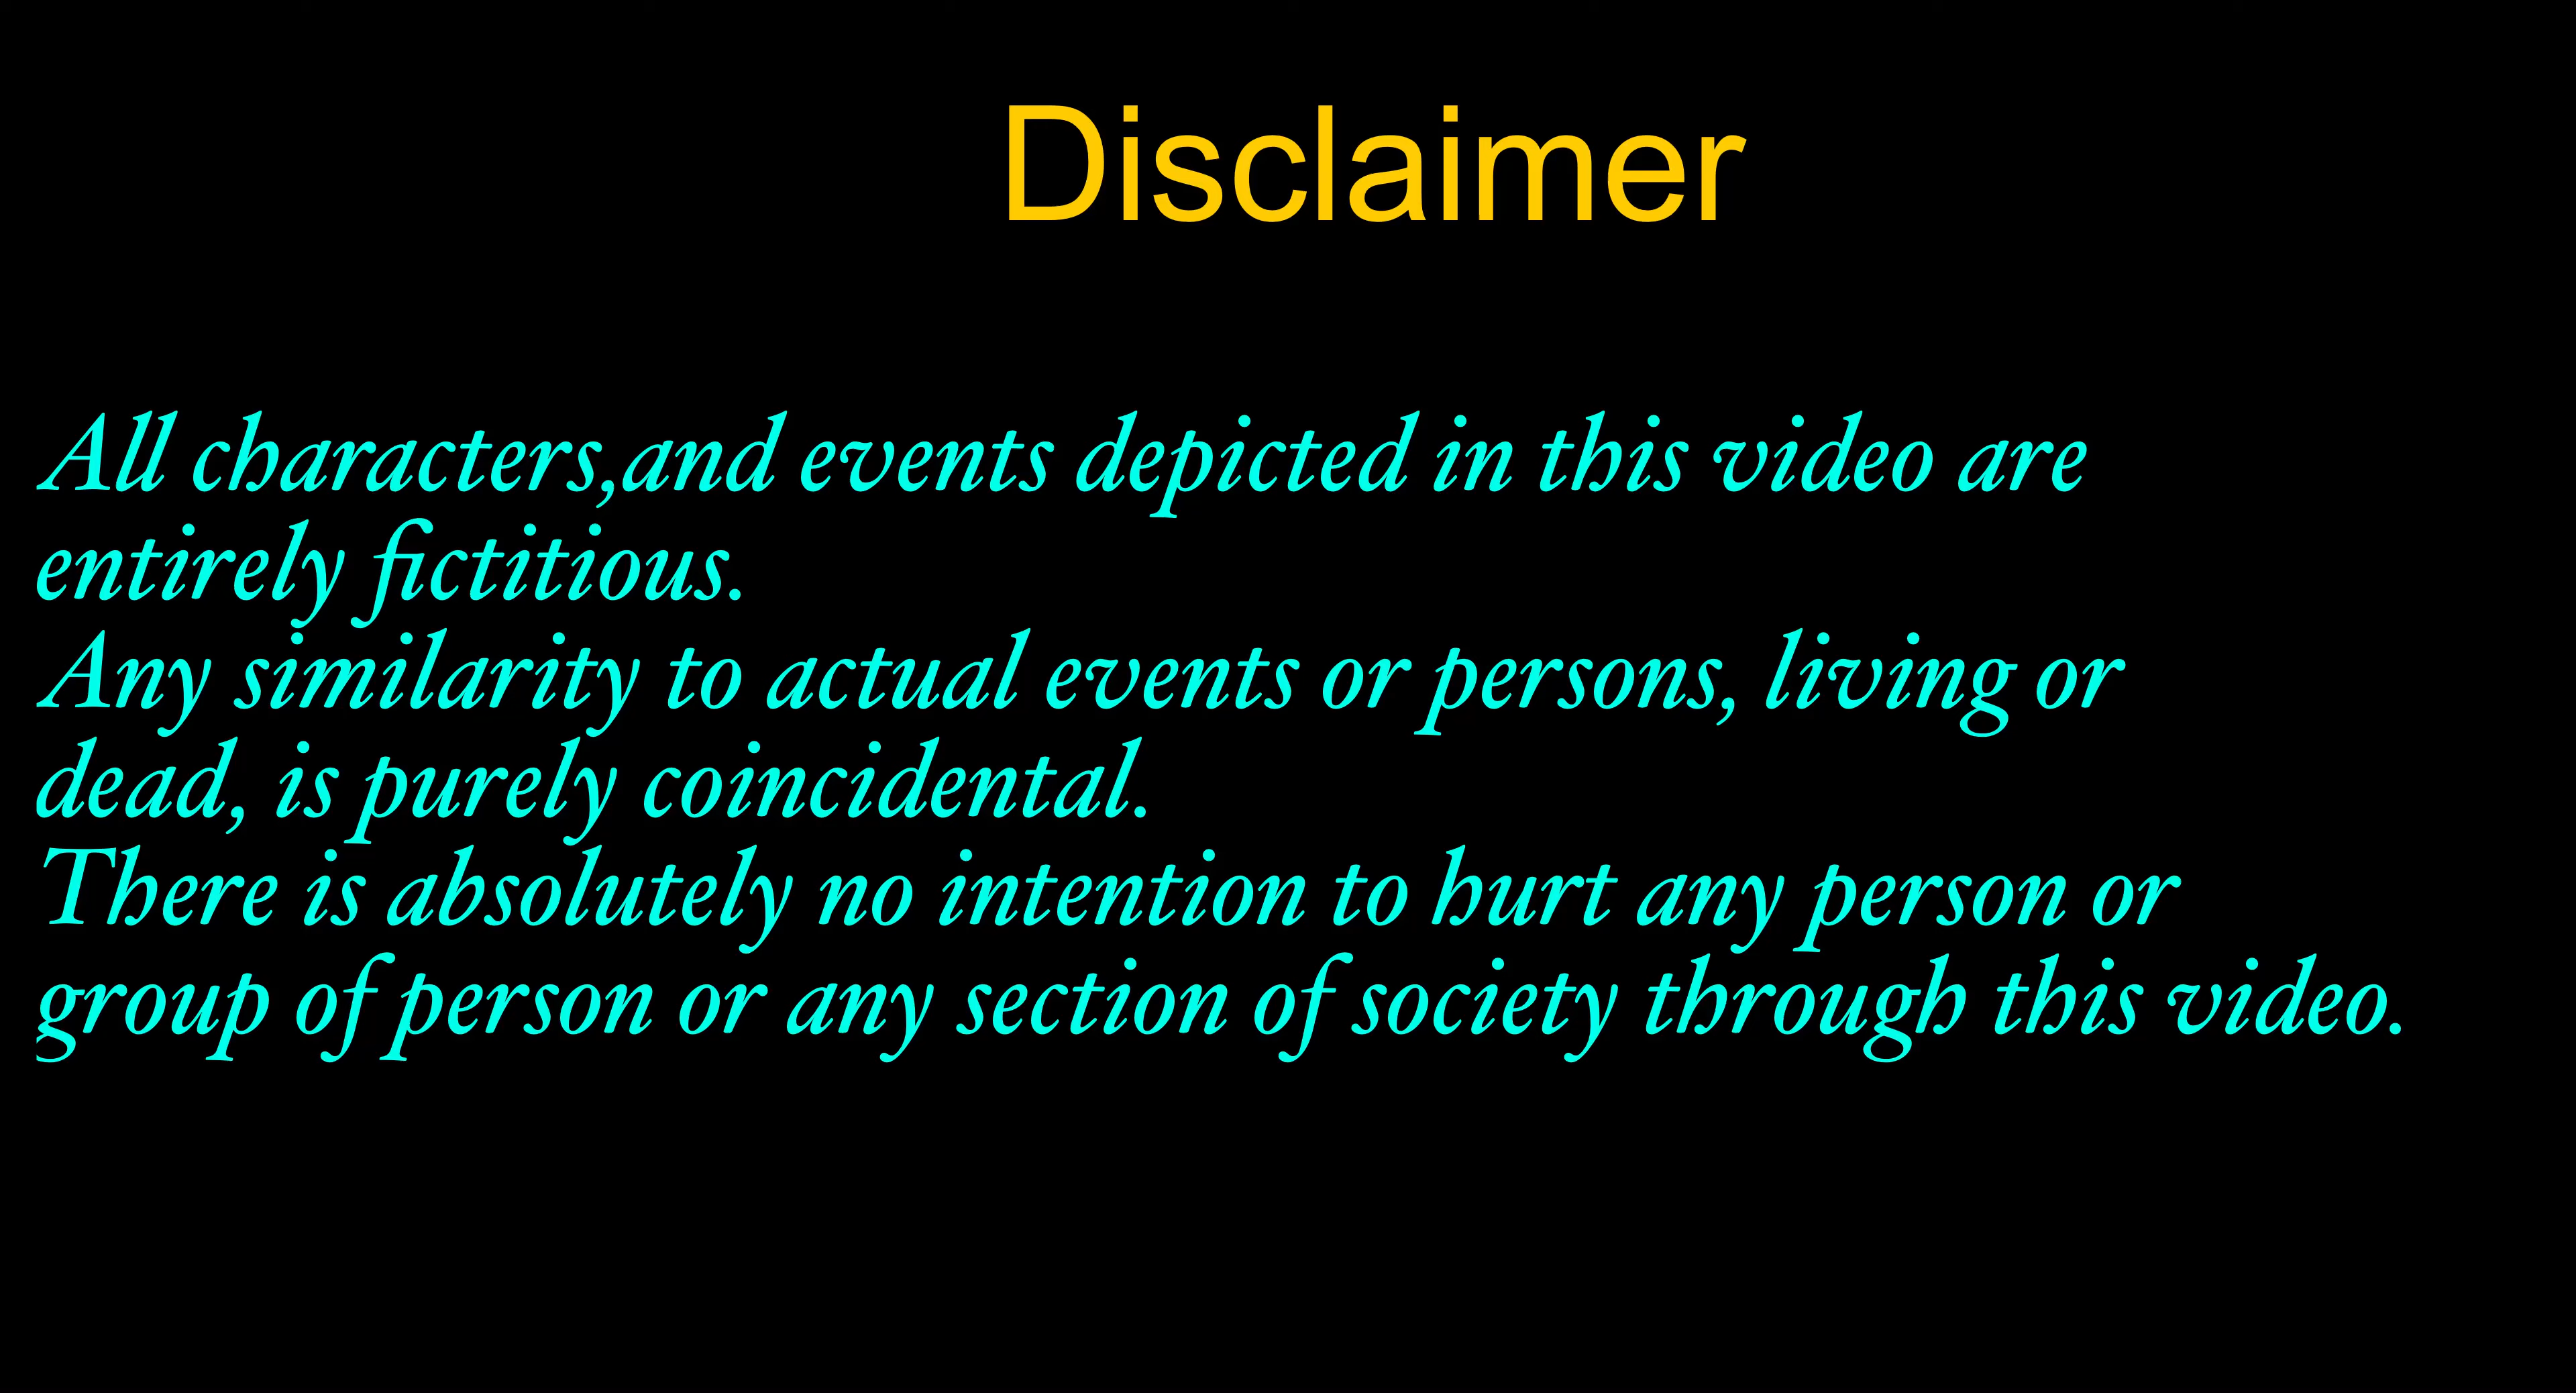 Disclaimer
All characters,and events depicted in this video are
entirely fictitious.
Any similarity to actual events or persons, living or
dead, is purely coincidental.
There is absolutely no intention to hurt any person or
group of person or any section of society through this video.